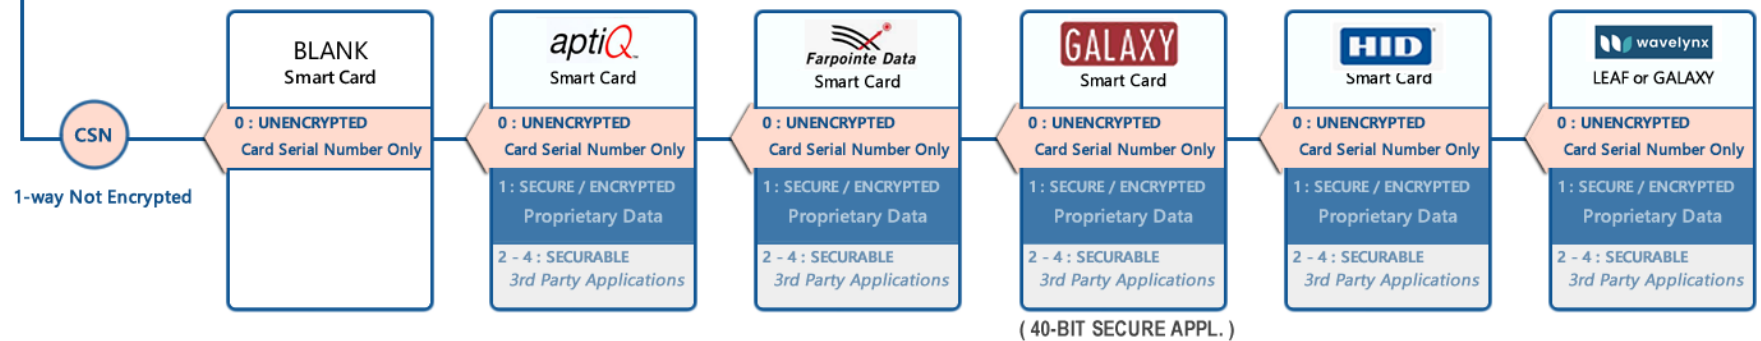 CSN
1-way Not Encrypted
BLANK
Smart Card
0 : UNENCRYPTED
Card Serial Number Only
aptiQ
Smart Card
0 : UNENCRYPTED
Card Serial Number Only
1 : SECURE / ENCRYPTED
Proprietary Data
2 - 4 : SECURABLE
3rd Party Applications
Farpointe Data
Smart Card
0 : UNENCRYPTED
Card Serial Number Only
1 : SECURE / ENCRYPTED
Proprietary Data
2 - 4 : SECURABLE
3rd Party Applications
GALAXY
Smart Card
0 : UNENCRYPTED
Card Serial Number Only
1 : SECURE / ENCRYPTED
Proprietary Data
2 - 4 : SECURABLE
3rd Party Applications
( 40-BIT SECURE APPL. )
HID
Smart Card
0 : UNENCRYPTED
Card Serial Number Only
1 : SECURE / ENCRYPTED
Proprietary Data
2 - 4 : SECURABLE
3rd Party Applications
wavelynx
LEAF or GALAXY
0 : UNENCRYPTED
Card Serial Number Only
1 : SECURE / ENCRYPTED
Proprietary Data
2 - 4 : SECURABLE
3rd Party Applications